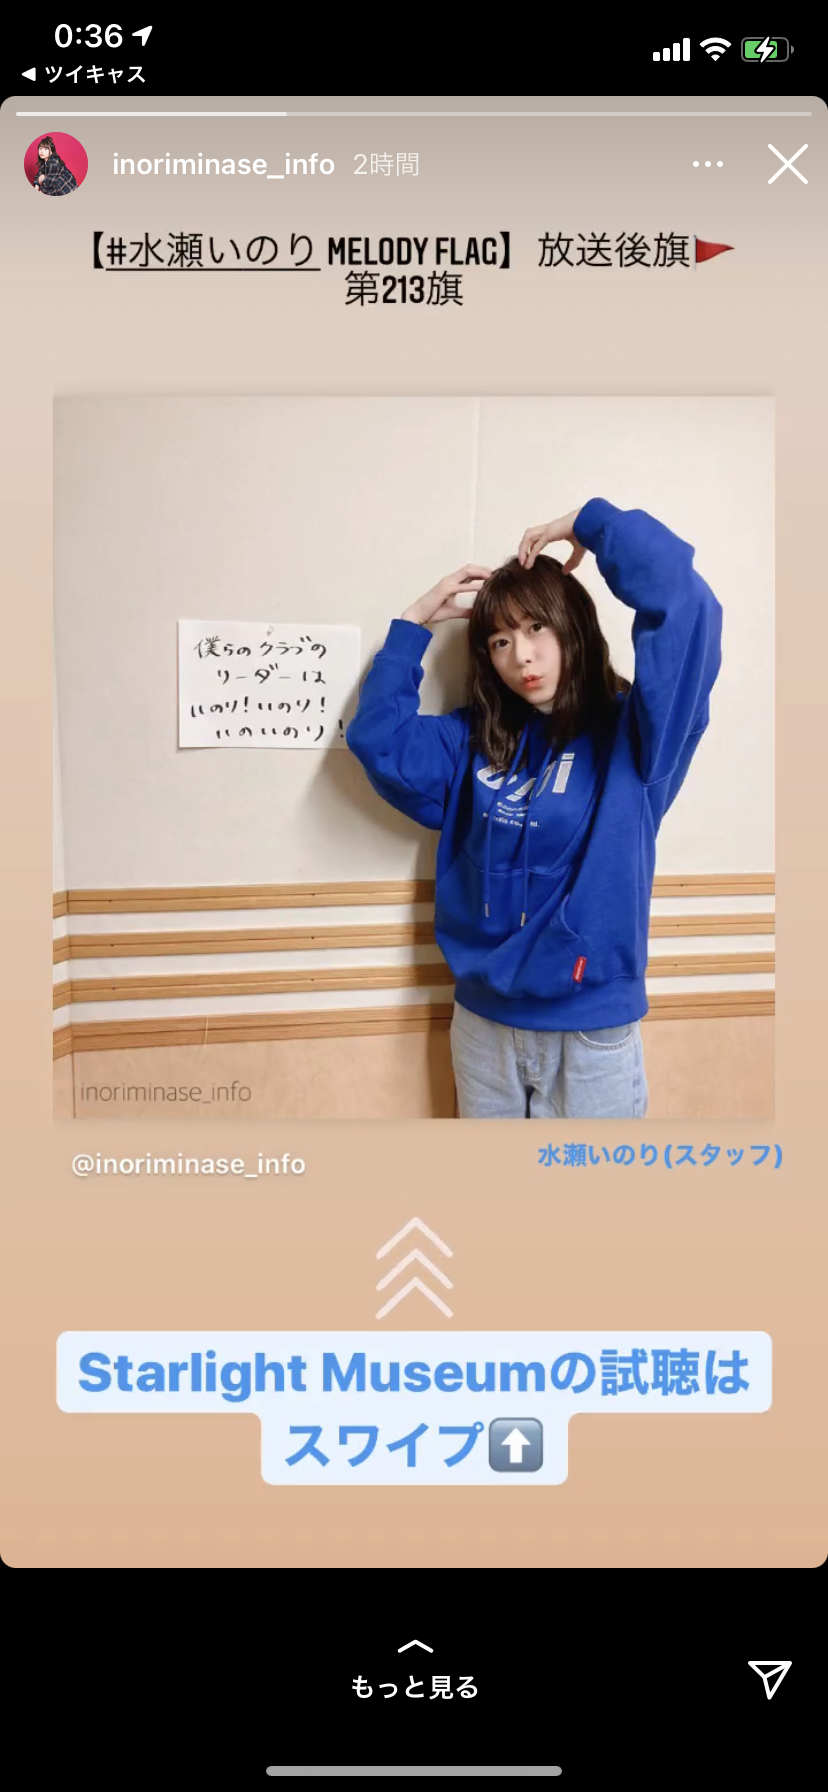 0:36
◀ ツイキャス
inoriminase_info 2時間
【#水瀬いのり MELODY FLAG】 放送後旗🚩
第213旗
僕らのクラブの
リーダーは
いのり!いのり!
いのいのり!
inoriminase_info
@inoriminase_info
水瀬いのり(スタッフ)
Starlight Museumの試聴は
スワイプ⬆️
もっと見る